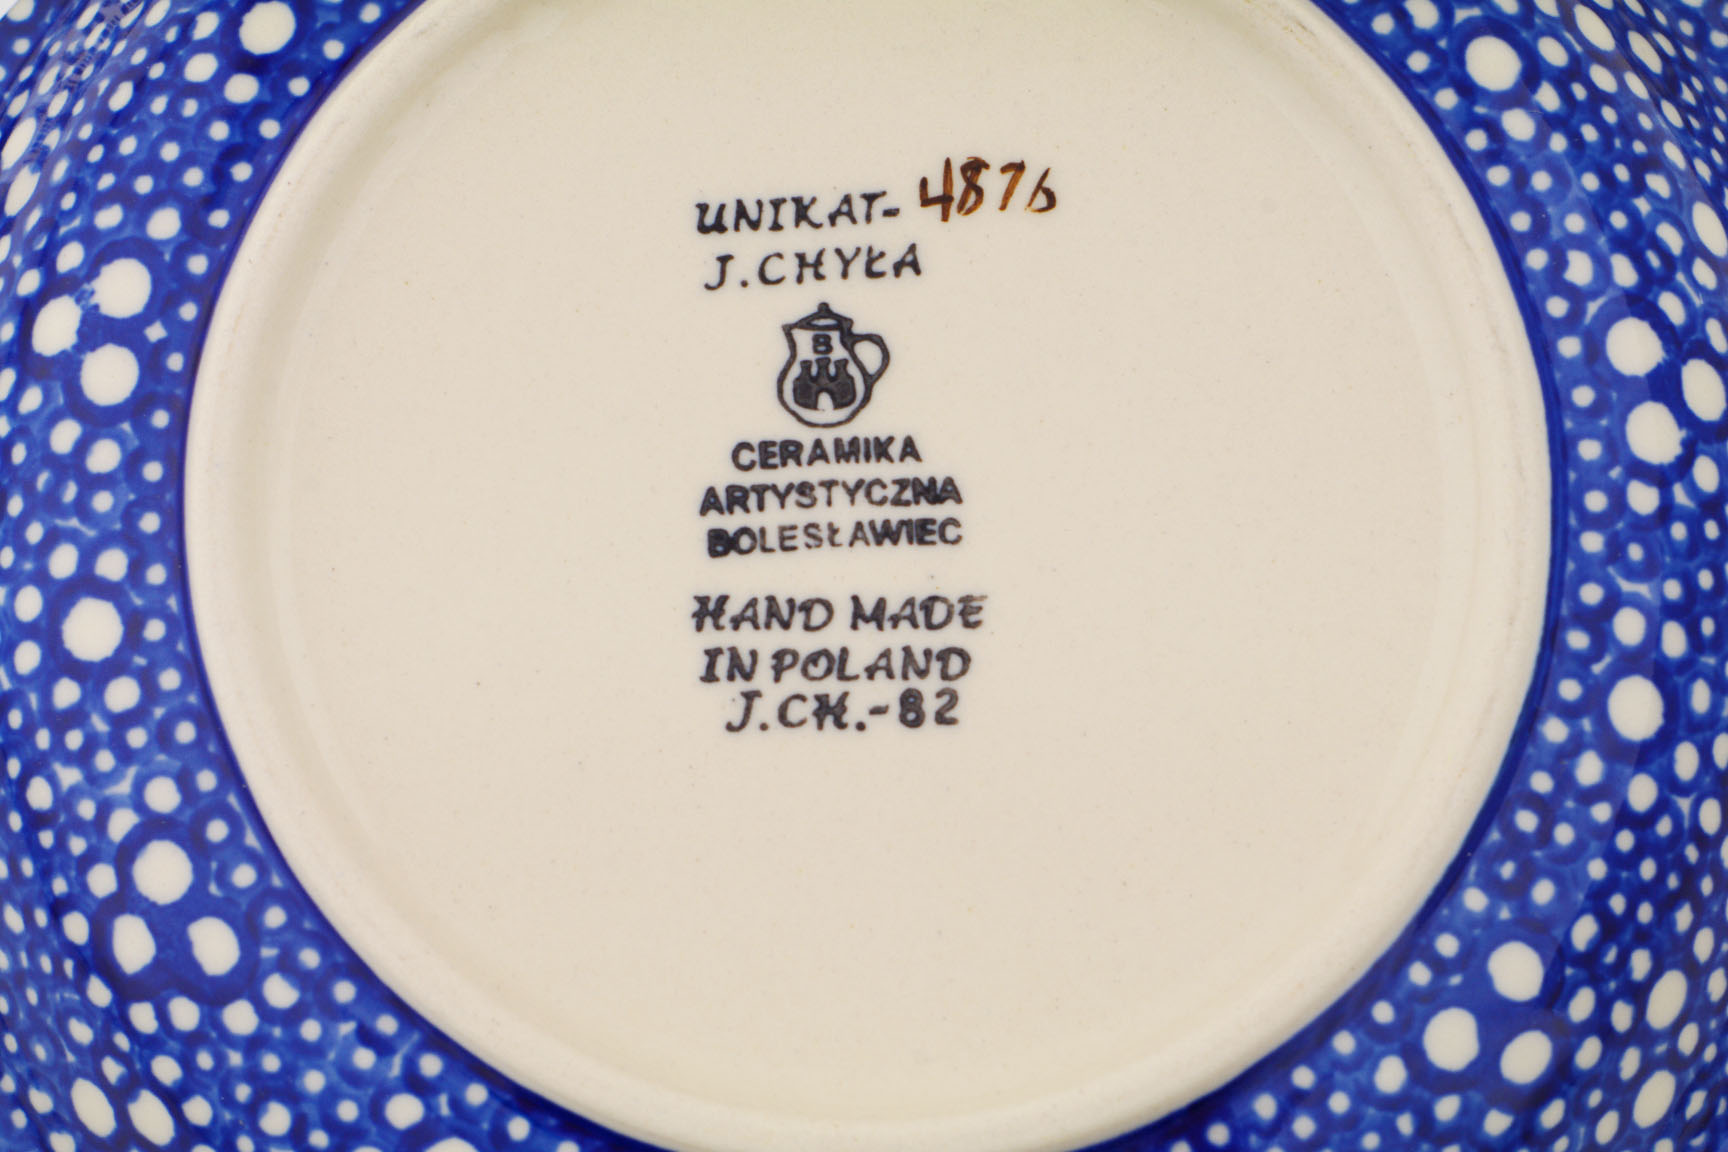 UNIKAT- 4876
J.CHYŁA
B
CERAMIKA
ARTYSTYCZNA
BOLESŁAWIEC
HAND MADE
IN POLAND
J.CH.-82